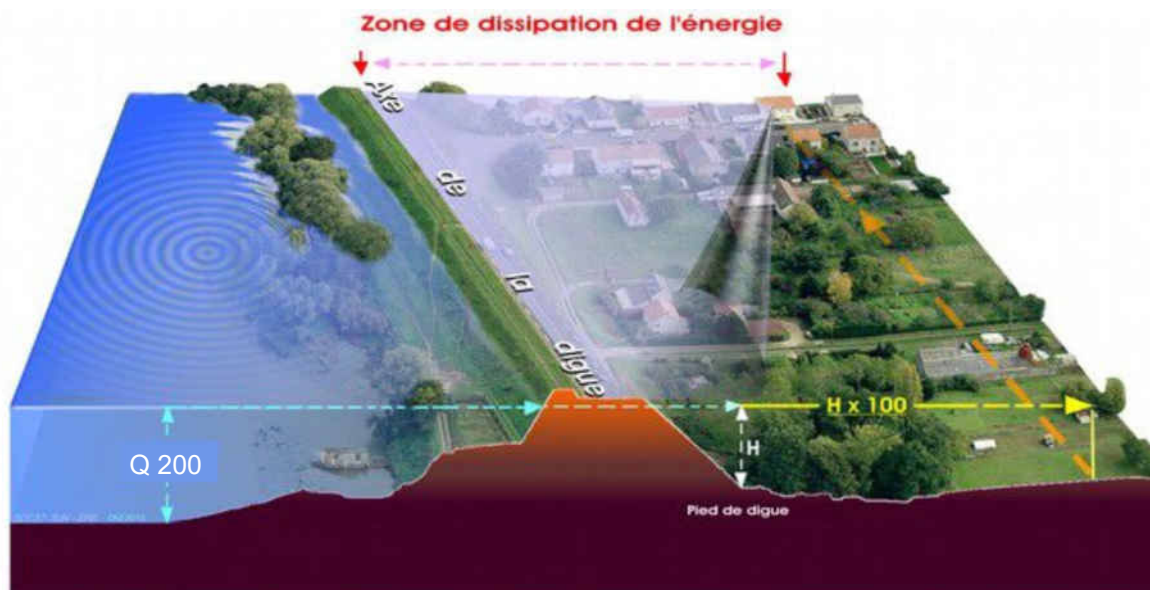 Zone de dissipation de l'énergie
Axe de la digue
H x 100
Q 200
H
Pied de digue